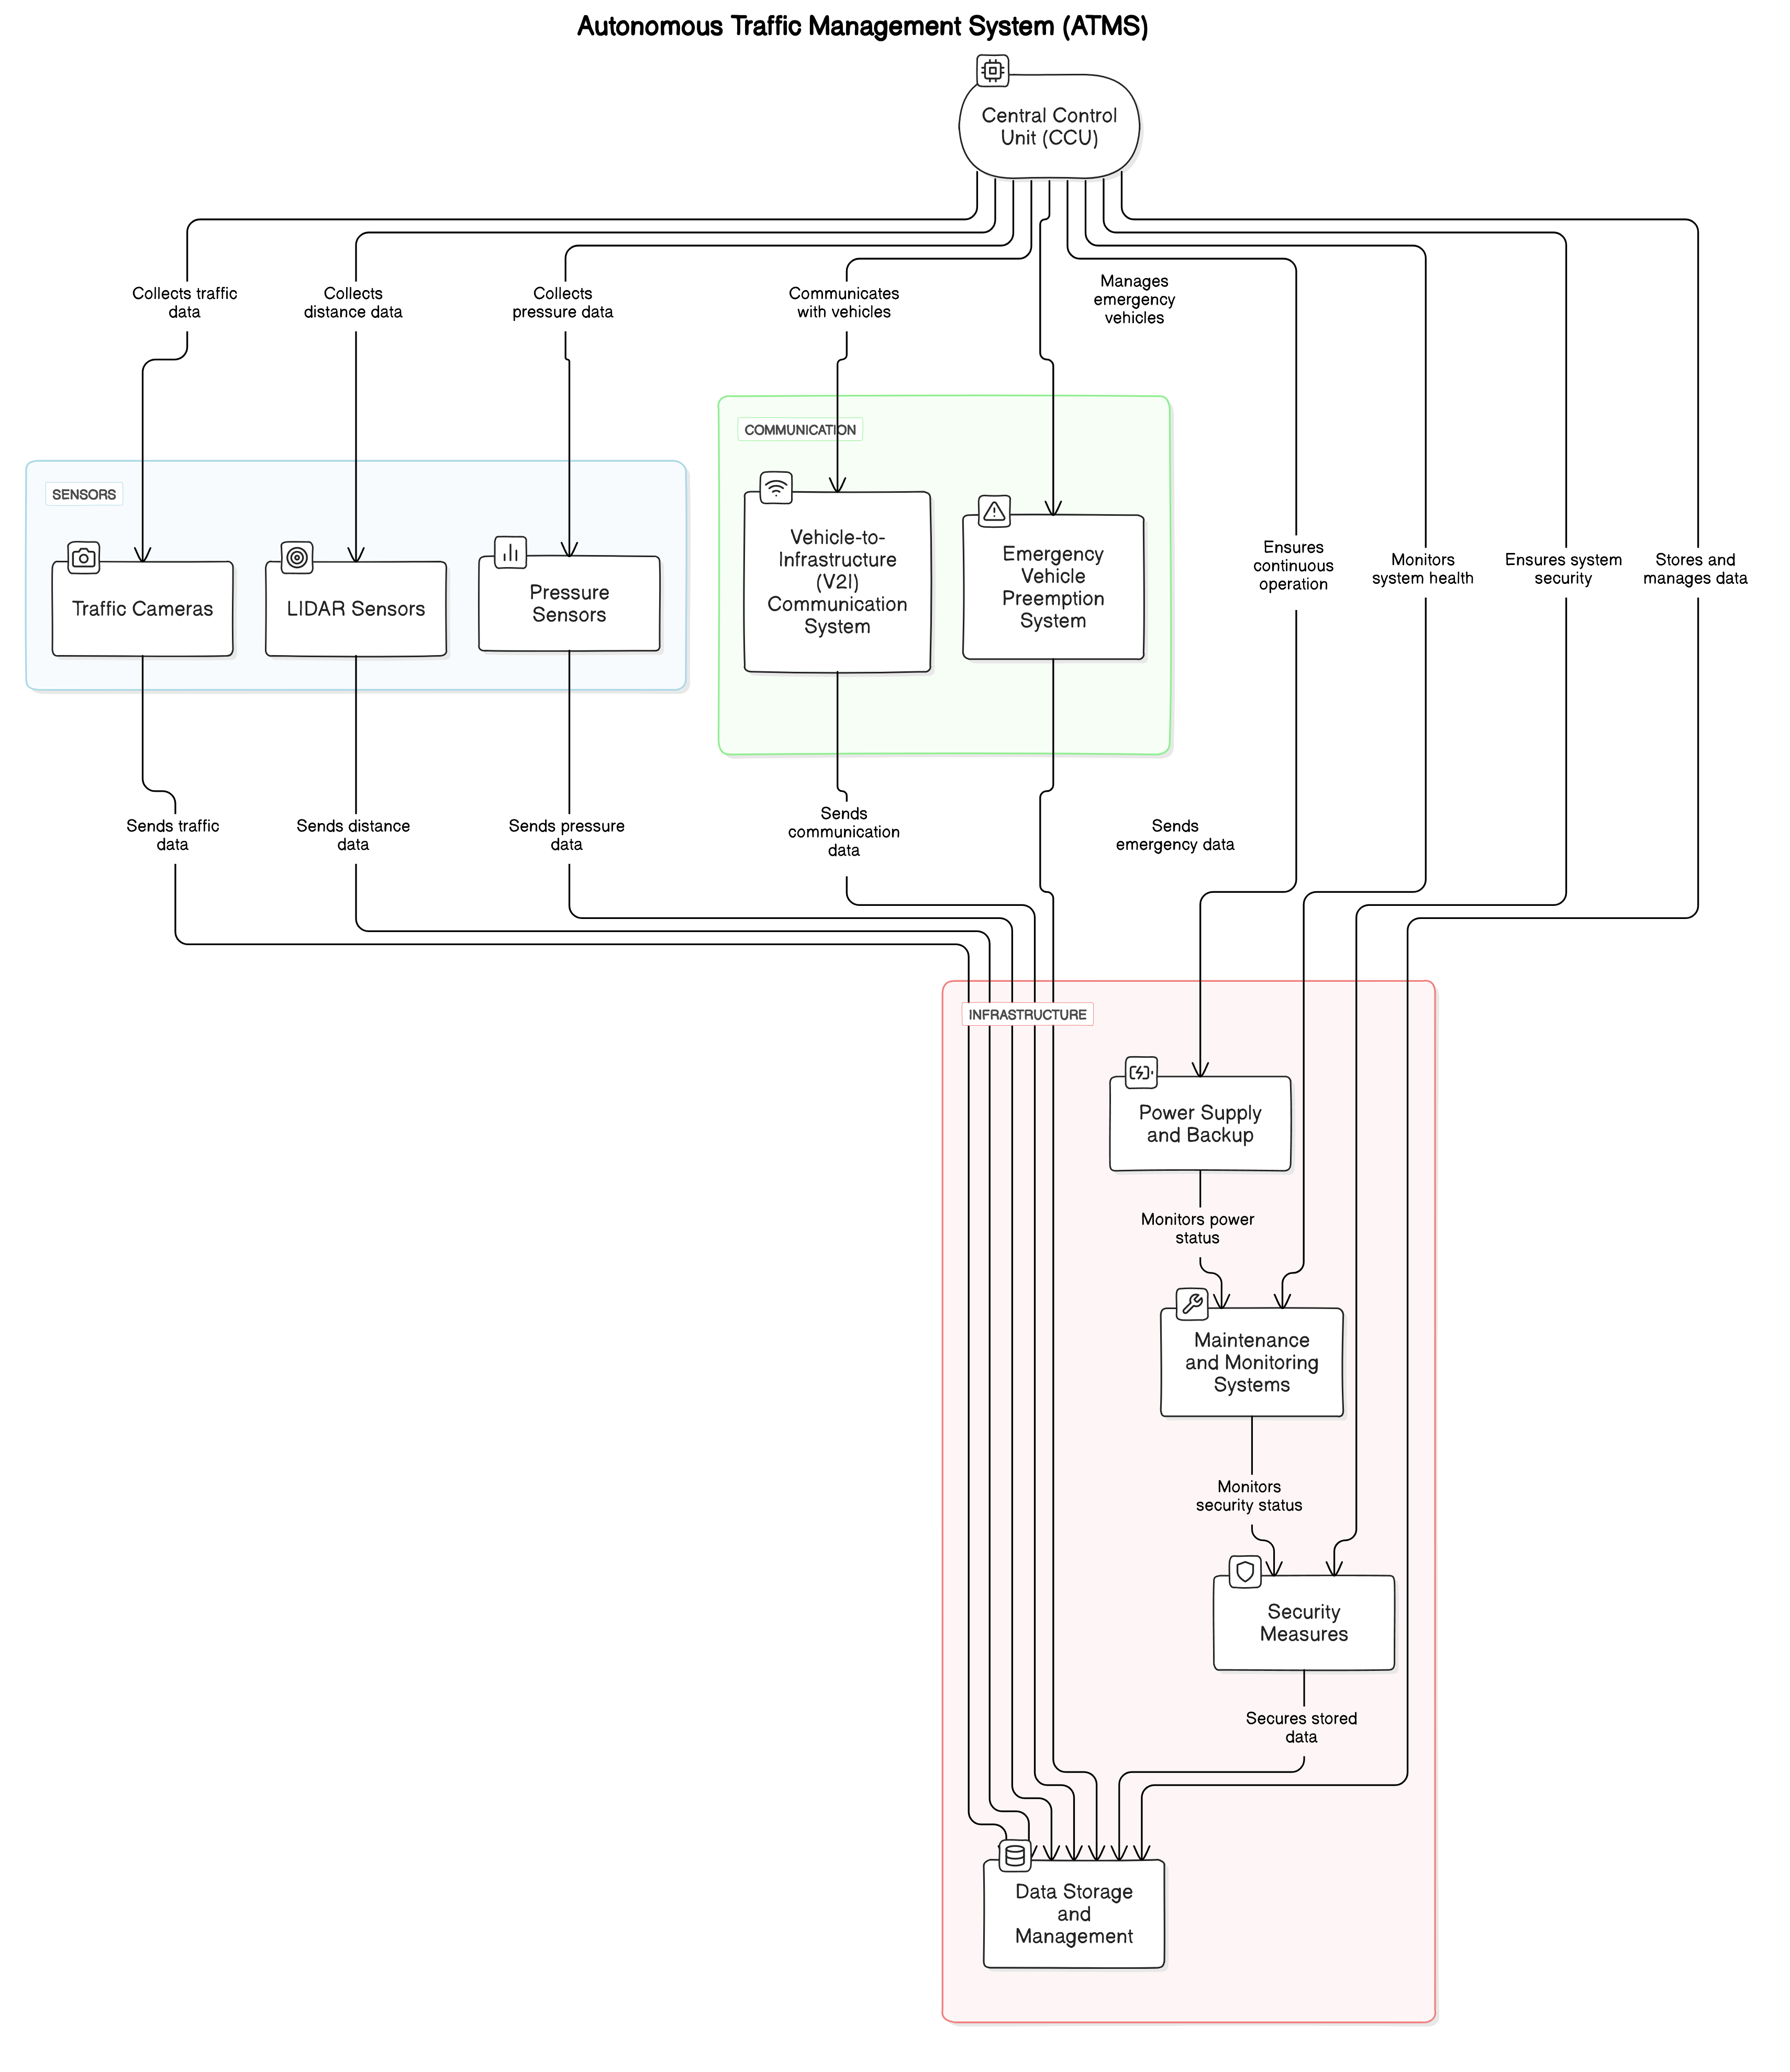 Autonomous Traffic Management System (ATMS)
Central Control
Unit (CCU)
Collects traffic
data
Collects
distance data
Collects
pressure data
Communicates
with vehicles
Manages
emergency
vehicles
COMMUNICATION
SENSORS
Traffic Cameras
LIDAR Sensors
Pressure
Sensors
Vehicle-to-
Infrastructure
(V2I)
Communication
System
Emergency
Vehicle
Preemption
System
Ensures
continuous
operation
Monitors
system health
Ensures system
security
Stores and
manages data
Sends traffic
data
Sends distance
data
Sends pressure
data
Sends
communication
data
Sends
emergency data
INFRASTRUCTURE
Power Supply
and Backup
Monitors power
status
Maintenance
and Monitoring
Systems
Monitors
security status
Security
Measures
Secures stored
data
Data Storage
and
Management